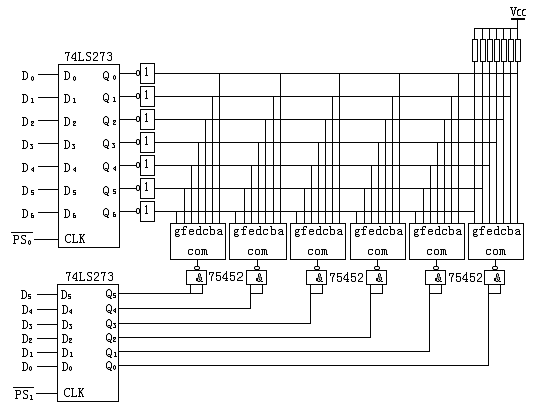 Vcc
74LS273
D₀ D₀ Q₀ 1
D₁ D₁ Q₁ 1
D₂ D₂ Q₂ 1
D₃ D₃ Q₃ 1
D₄ D₄ Q₄ 1
D₅ D₅ Q₅ 1
D₆ D₆ Q₆ 1
PS₀ CLK
gfedcba gfedcba gfedcba gfedcba gfedcba gfedcba
com com com com com com
& & 75452 & & 75452 & & 75452
74LS273
D₅ D₅ Q₅
D₄ D₄ Q₄
D₃ D₃ Q₃
D₂ D₂ Q₂
D₁ D₁ Q₁
D₀ D₀ Q₀
PS₁ CLK